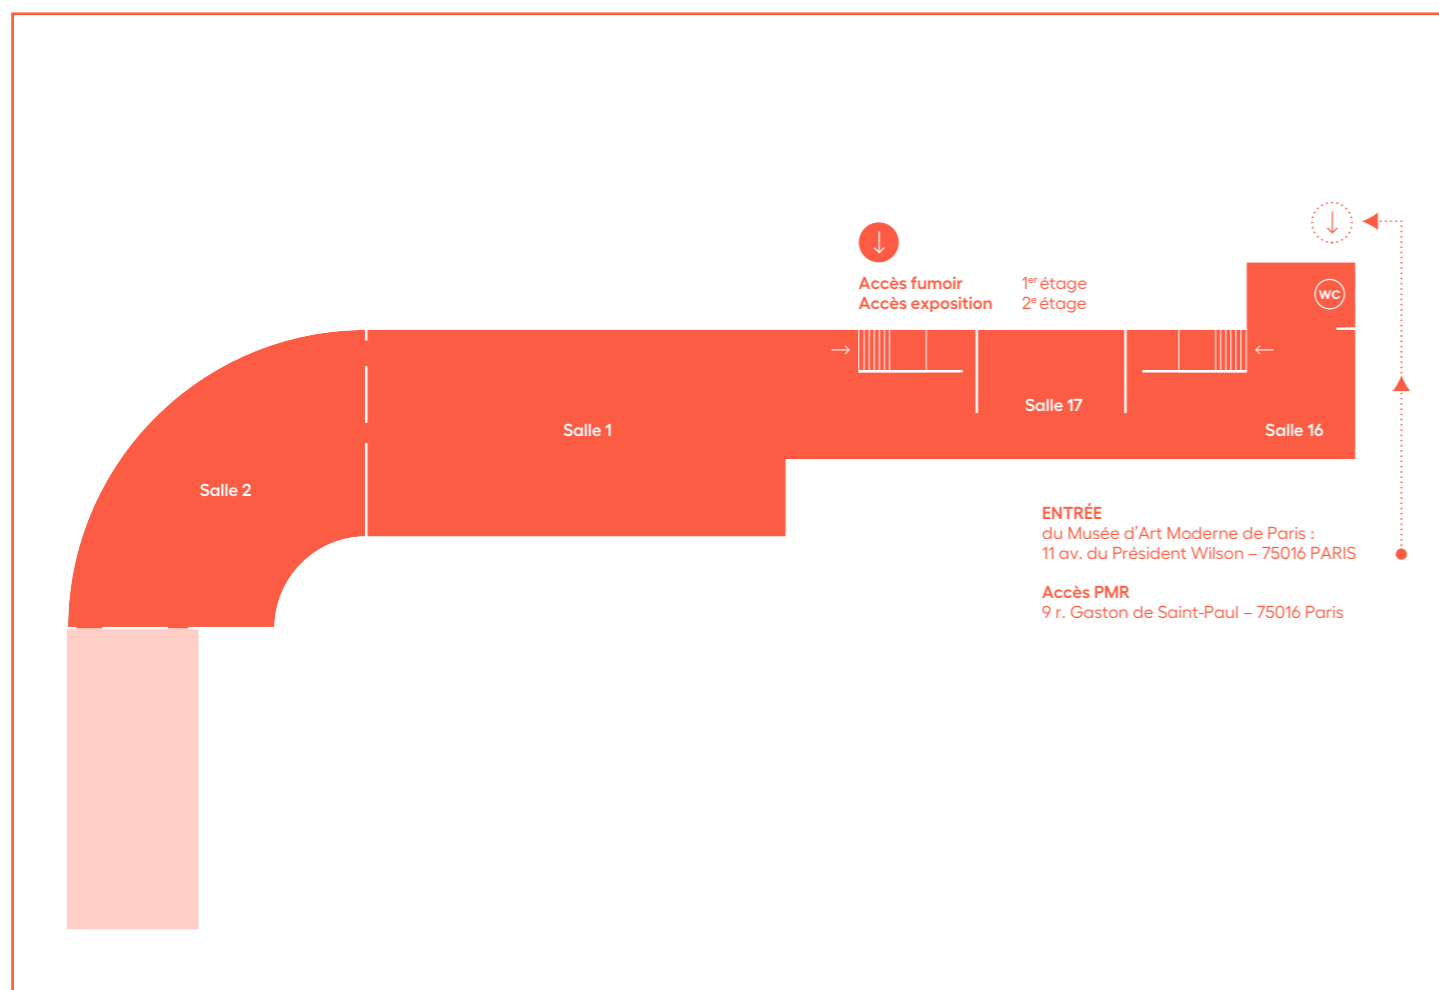 Accès fumoir 1er étage
Accès exposition 2e étage
WC
Salle 17
Salle 1
Salle 16
Salle 2
ENTRÉE
du Musée d’Art Moderne de Paris :
11 av. du Président Wilson – 75016 PARIS
Accès PMR
9 r. Gaston de Saint-Paul – 75016 Paris